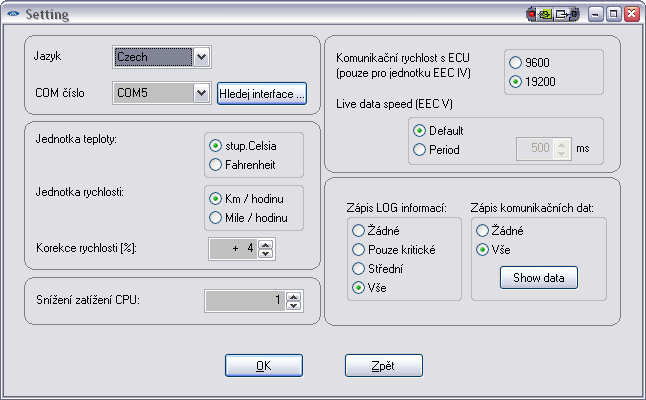 Setting
Jazyk
Czech
COM číslo
COM5
Hledej interface ...
Jednotka teploty:
stup.Celsia
Fahrenheit
Jednotka rychlosti:
Km / hodinu
Mile / hodinu
Korekce rychlosti [%]:
+ 4
Snížení zatížení CPU:
1
Komunikační rychlost s ECU
(pouze pro jednotku EEC IV)
9600
19200
Live data speed (EEC V)
Default
Period
500 ms
Zápis LOG informací:
Žádné
Pouze kritické
Střední
Vše
Zápis komunikačních dat:
Žádné
Vše
Show data
OK
Zpět